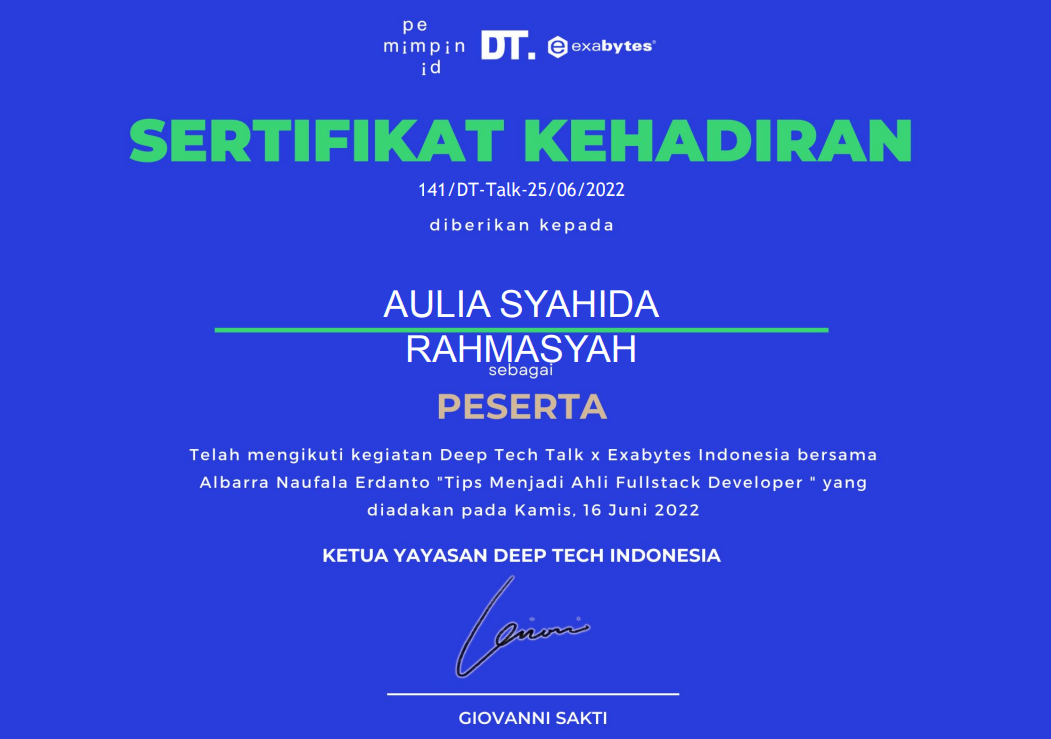 pe
mimpin
id
DT.
exabytes®
SERTIFIKAT KEHADIRAN
141/DT-Talk-25/06/2022
diberikan kepada
AULIA SYAHIDA
RAHMASYAH
sebagai
PESERTA
Telah mengikuti kegiatan Deep Tech Talk x Exabytes Indonesia bersama
Albarra Naufala Erdanto "Tips Menjadi Ahli Fullstack Developer " yang
diadakan pada Kamis, 16 Juni 2022
KETUA YAYASAN DEEP TECH INDONESIA
GIOVANNI SAKTI